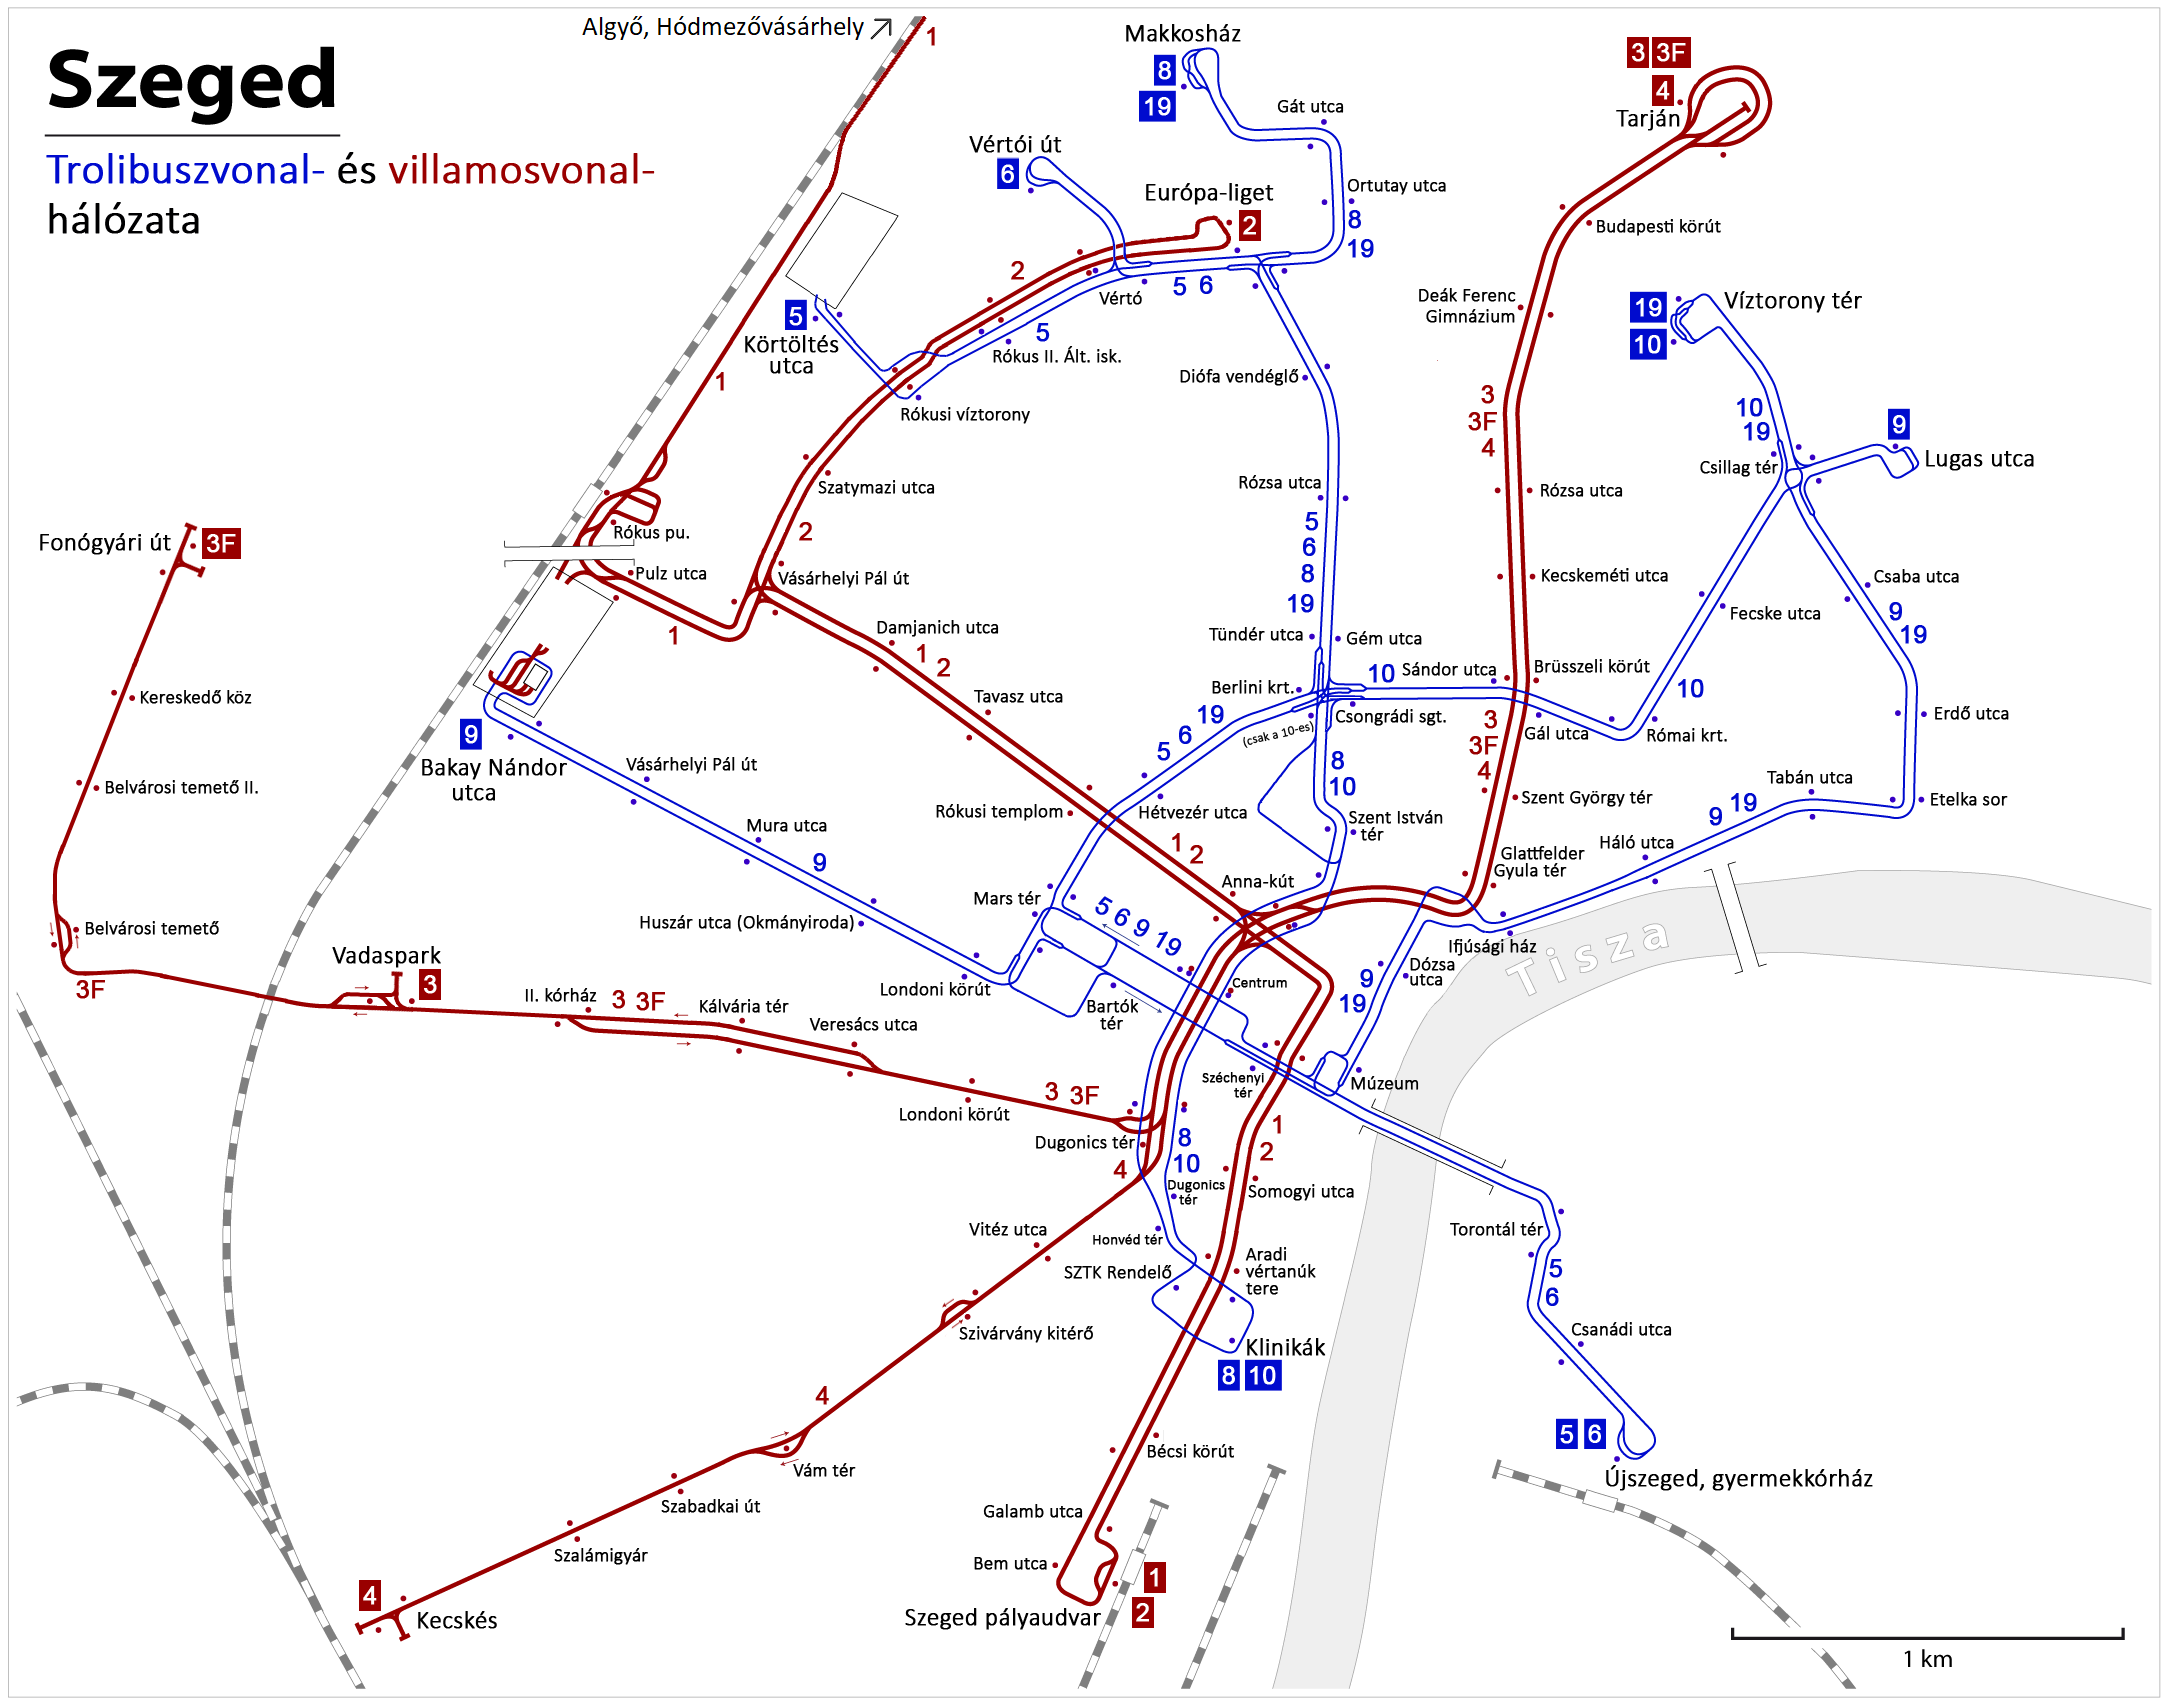 Szeged
Trolibuszvonal- és villamosvonal-
hálózata
Algyő, Hódmezővásárhely
1
Makkosház
8
19
Gát utca
Ortutay utca
8
19
3 3F
4
Tarján
Vértói út
6
Európa-liget
2
2
Vértó
5 6
Budapesti körút
Deák Ferenc
Gimnázium
19
10
Víztorony tér
5
Körtöltés
utca
5
Rókus II. Ált. isk.
Rókusi víztorony
1
Diófa vendéglő
3
3F
4
10
19
9
Lugas utca
Csillag tér
Szatymazi utca
2
Rózsa utca
Rózsa utca
5
6
8
19
Fonógyári út
3F
Rókus pu.
Pulz utca
Vásárhelyi Pál út
1
Kecskeméti utca
Csaba utca
Fecske utca
9
19
Damjanich utca
1
2
Tündér utca
Gém utca
Tavasz utca
Kereskedő köz
Berlini krt.
10
Sándor utca
Brüsszeli körút
10
19
Csongrádi sgt.
(csak a 10-es)
5 6
3
3F
4
Gál utca
Római krt.
Erdő utca
9
Bakay Nándor
utca
Vásárhelyi Pál út
8
10
Tabán utca
Belvárosi temető II.
Szent György tér
9 19
Etelka sor
Rókusi templom
Hétvezér utca
Szent István
tér
Mura utca
9
1
2
Háló utca
Glattfelder
Gyula tér
Anna-kút
Mars tér
5 6 9 19
Huszár utca (Okmányiroda)
Belvárosi temető
Ifjúsági ház
Tisza
Vadaspark
3
3F
Londoni körút
Centrum
Dózsa
utca
9
19
II. kórház
3 3F
Kálvária tér
Veresács utca
Bartók
tér
Széchenyi
tér
Múzeum
3 3F
Londoni körút
Dugonics tér
4
8
10
1
2
Dugonics
tér
Somogyi utca
Vitéz utca
Honvéd tér
Torontál tér
SZTK Rendelő
Aradi
vértanúk
tere
5
6
Szivárvány kitérő
Csanádi utca
Klinikák
8 10
4
5 6
Újszeged, gyermekkórház
Bécsi körút
Vám tér
Szabadkai út
Galamb utca
Szalámigyár
Bem utca
1
2
Szeged pályaudvar
4
Kecskés
1 km